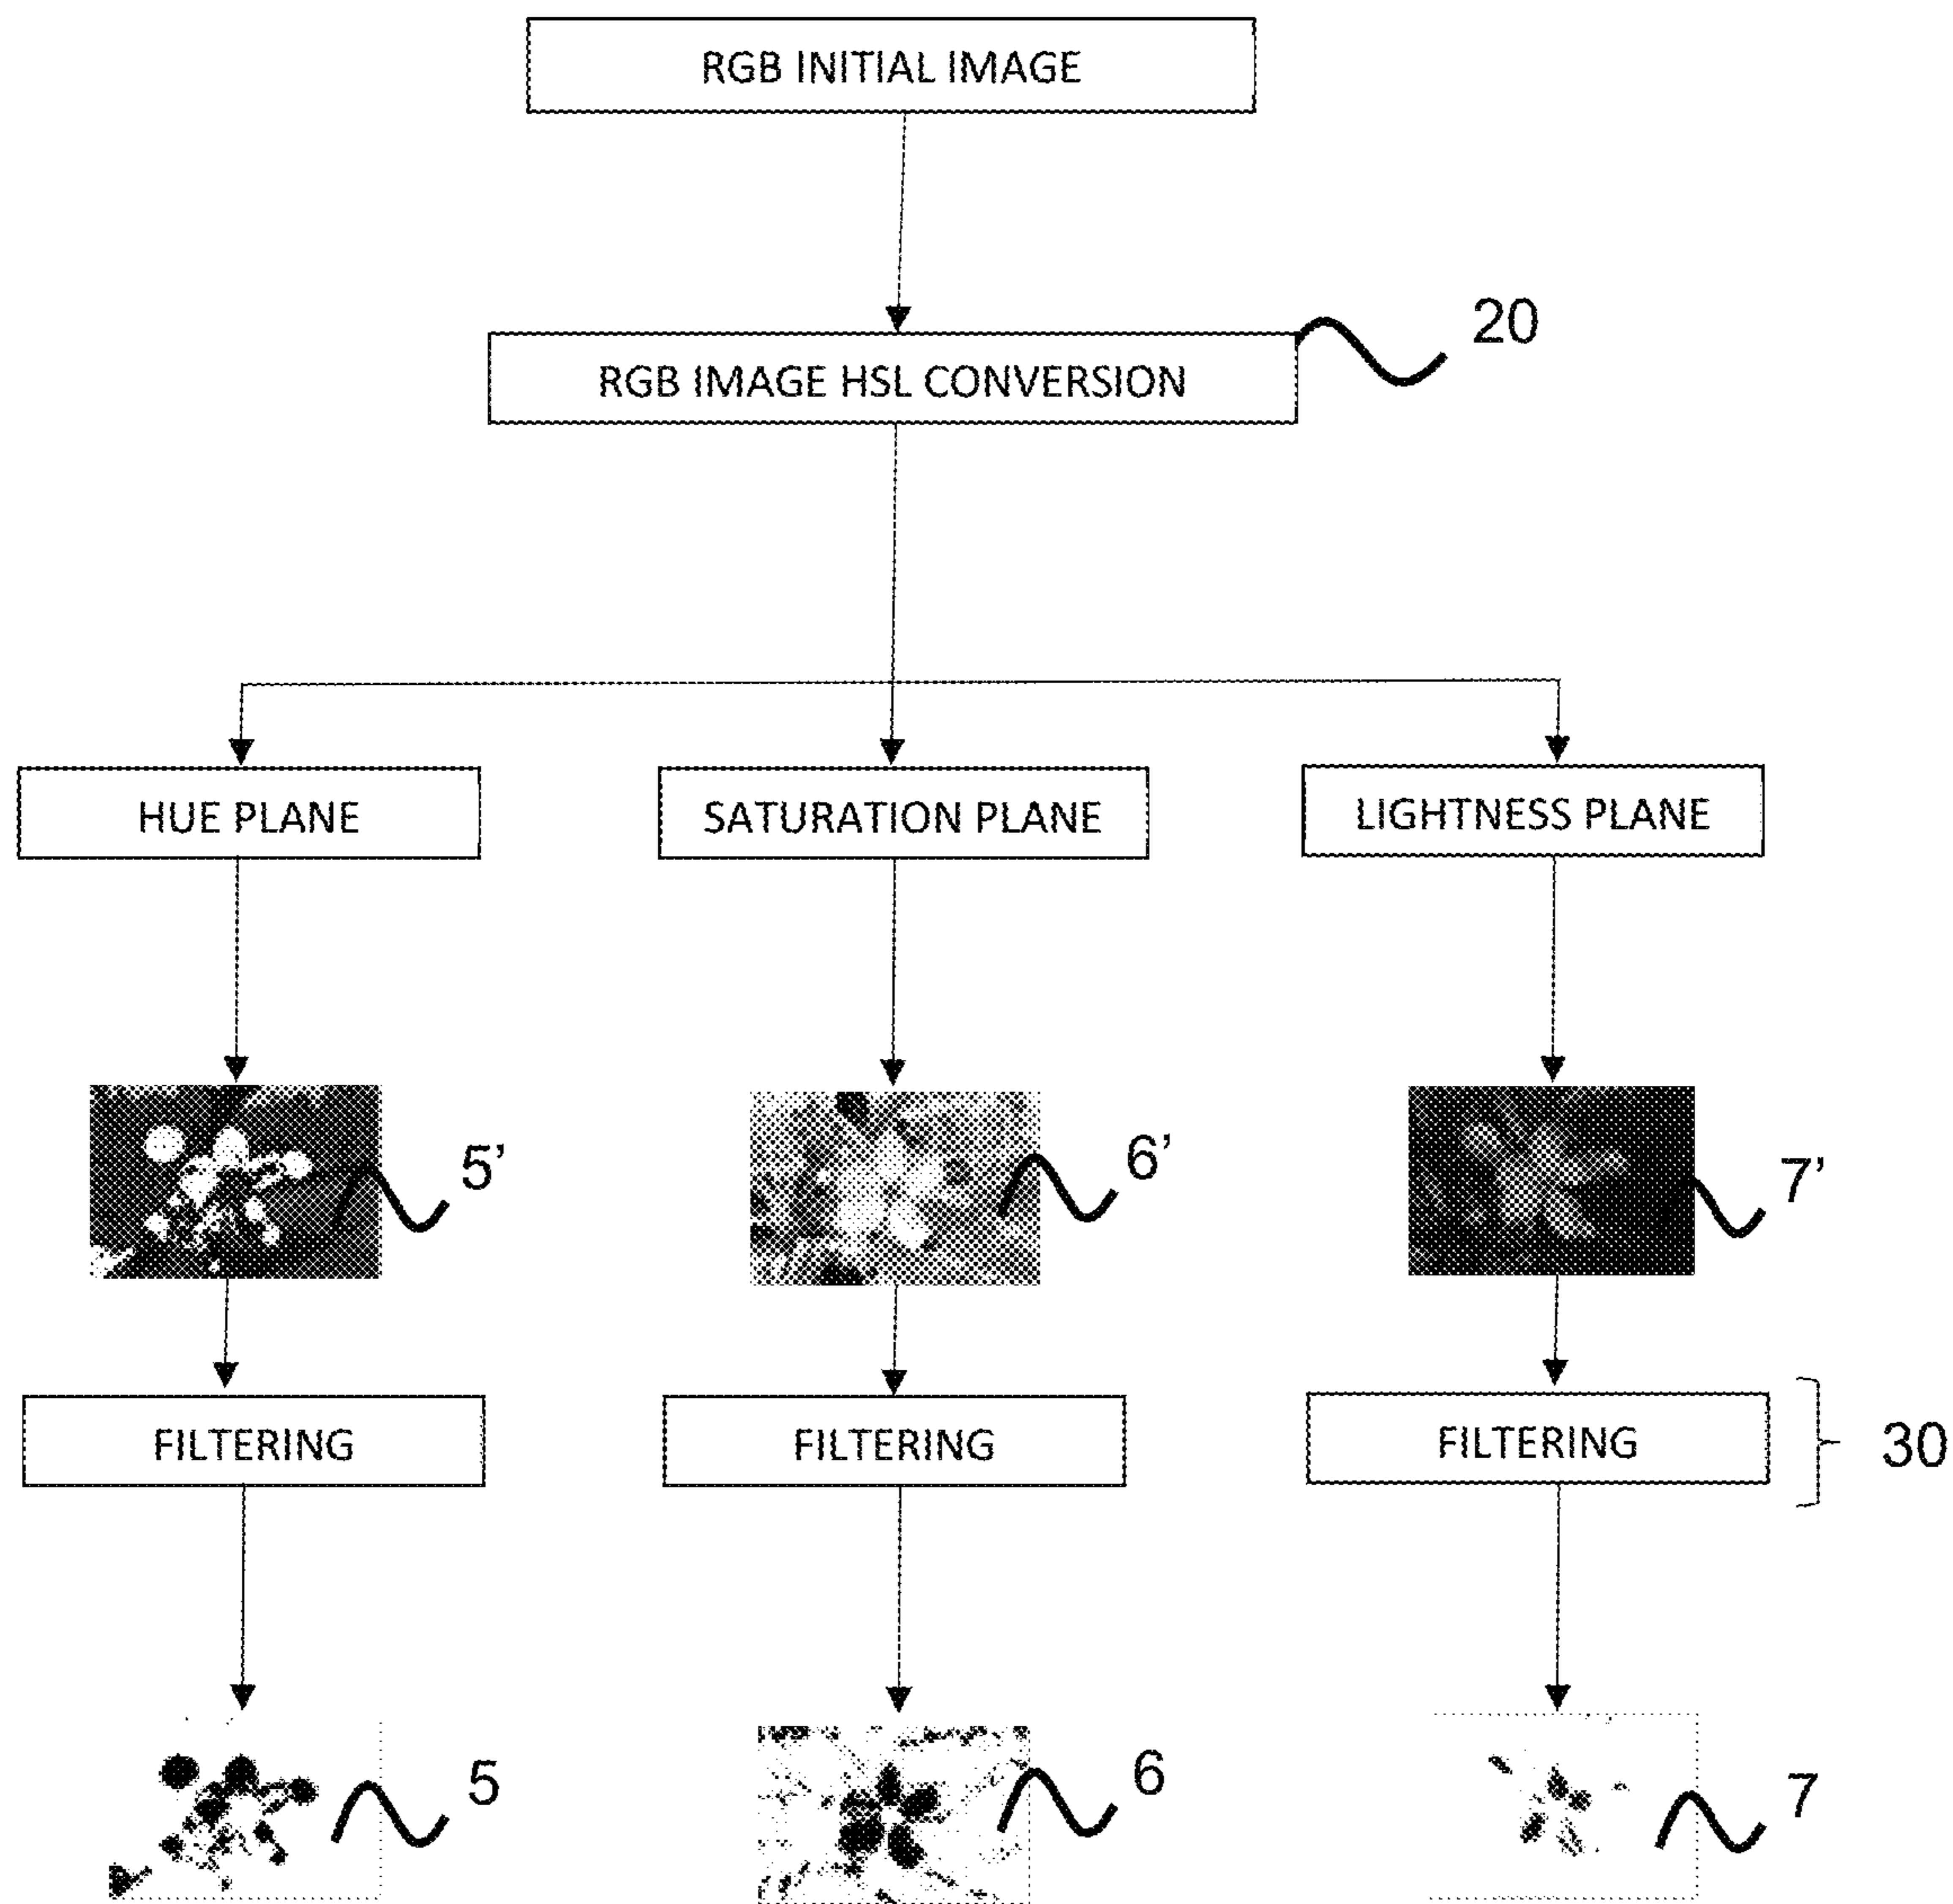 RGB INITIAL IMAGE
RGB IMAGE HSL CONVERSION
20
HUE PLANE
SATURATION PLANE
LIGHTNESS PLANE
5’
6’
7’
FILTERING
FILTERING
FILTERING
30
5
6
7